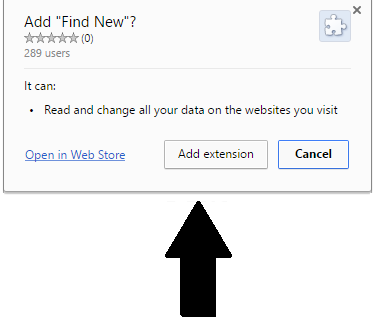 Add "Find New"?
(0)
289 users
It can:
• Read and change all your data on the websites you visit
Open in Web Store Add extension Cancel